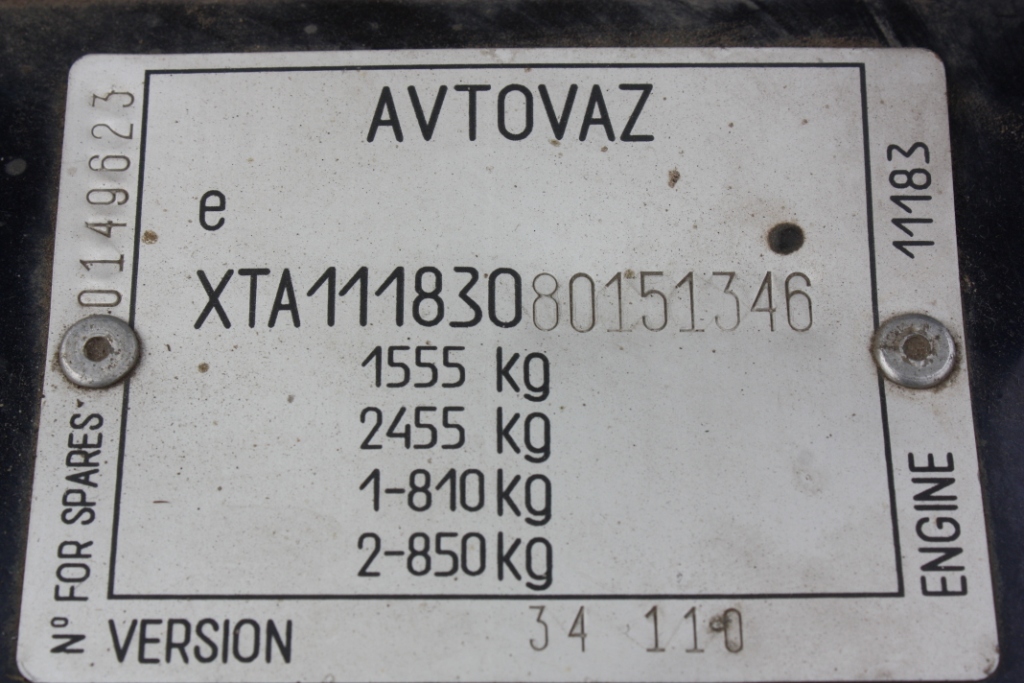 AVTOVAZ
e
XTA11183080151346
1555 kg
2455 kg
1-810 kg
2-850 kg
VERSION 34 110
Nº FOR SPARES 0149623
ENGINE 11183